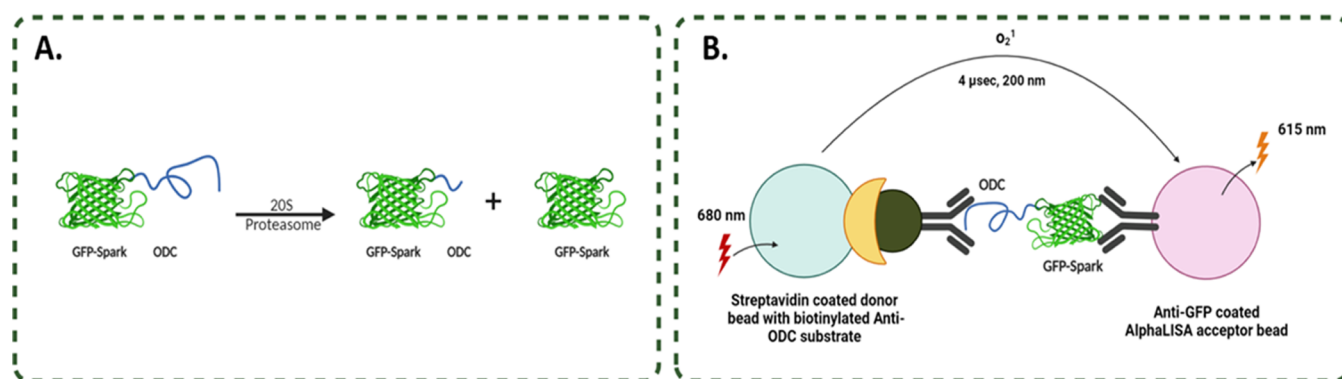 A.
20S
Proteasome
GFP-Spark ODC
GFP-Spark ODC
+
GFP-Spark
B.
O₂¹
4 µsec, 200 nm
615 nm
ODC
680 nm
GFP-Spark
Streptavidin coated donor
bead with biotinylated Anti-
ODC substrate
Anti-GFP coated
AlphaLISA acceptor bead